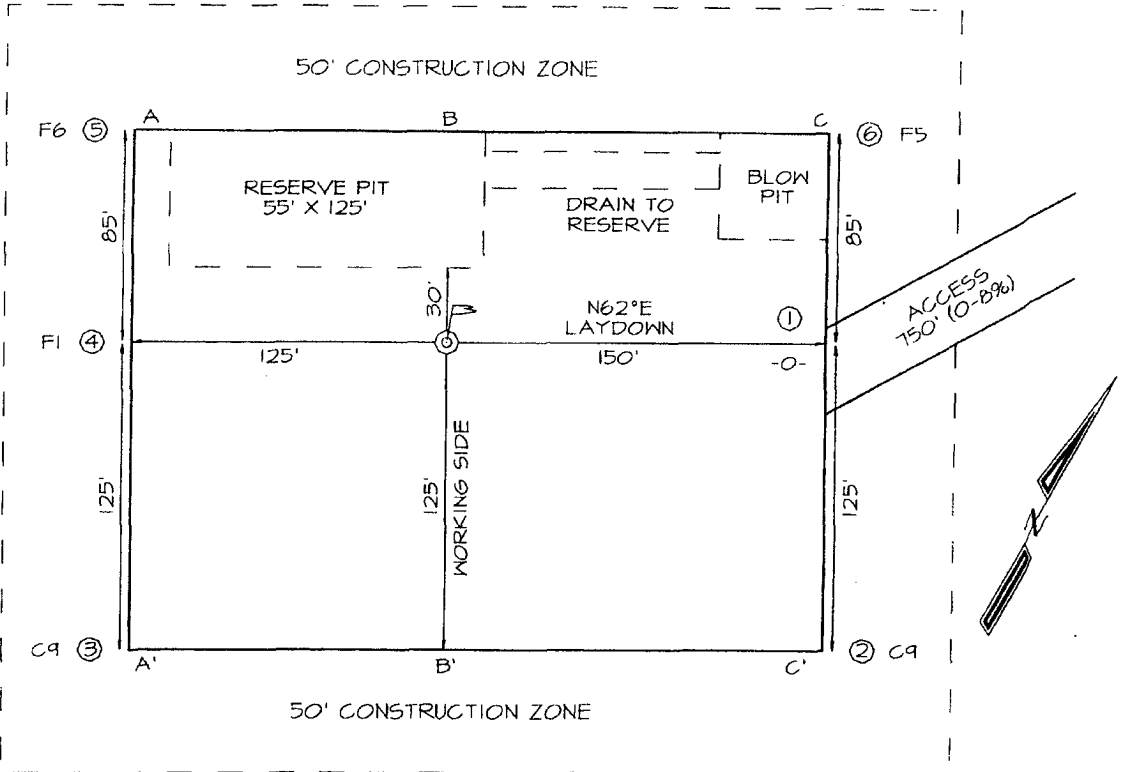 50' CONSTRUCTION ZONE
A
B
C
F6 ⑤
⑥ F5
RESERVE PIT
55' X 125'
BLOW
PIT
DRAIN TO
RESERVE
85'
85'
30'
N62°E
LAYDOWN
①
ACCESS
750' (0-8%)
F1 ④
125'
150'
-0-
125'
125'
WORKING SIDE
125'
N
C9 ③
② C9
A'
B'
C'
50' CONSTRUCTION ZONE